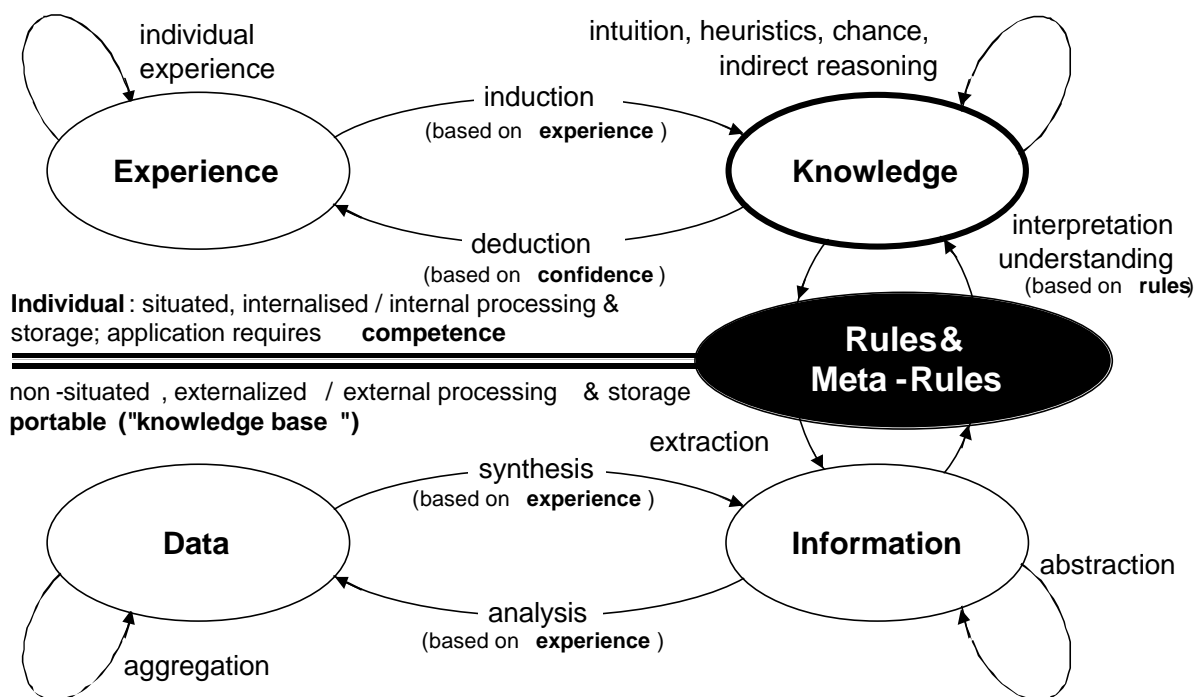 individual
experience
intuition, heuristics, chance,
indirect reasoning
induction
(based on experience )
Experience
Knowledge
deduction
(based on confidence )
interpretation
understanding
(based on rules)
Individual : situated, internalised / internal processing &
storage; application requires competence
Rules &
Meta -Rules
non -situated , externalized / external processing & storage
portable ("knowledge base ")
extraction
synthesis
(based on experience )
Data
Information
abstraction
analysis
(based on experience )
aggregation